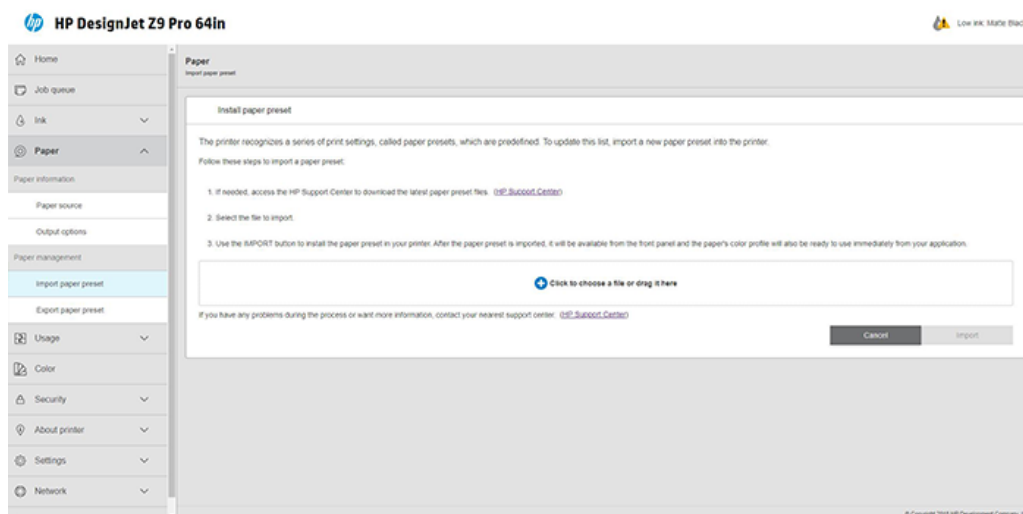 hp HP DesignJet Z9 Pro 64in
Low ink: Matte Blac
Home
Job queue
Ink
Paper
Paper information
Paper source
Output options
Paper management
Import paper preset
Export paper preset
Usage
Color
Security
About printer
Settings
Network
Paper
Import paper preset
Install paper preset
The printer recognizes a series of print settings, called paper presets, which are predefined. To update this list, import a new paper preset into the printer.
Follow these steps to import a paper preset:
1. If needed, access the HP Support Center to download the latest paper preset files. (HP Support Center)
2. Select the file to import.
3. Use the IMPORT button to install the paper preset in your printer. After the paper preset is imported, it will be available from the front panel and the paper's color profile will also be ready to use immediately from your application.
Click to choose a file or drag it here
If you have any problems during the process or want more information, contact your nearest support center. (HP Support Center)
Cancel
Import
© Copyright HP Development Company,